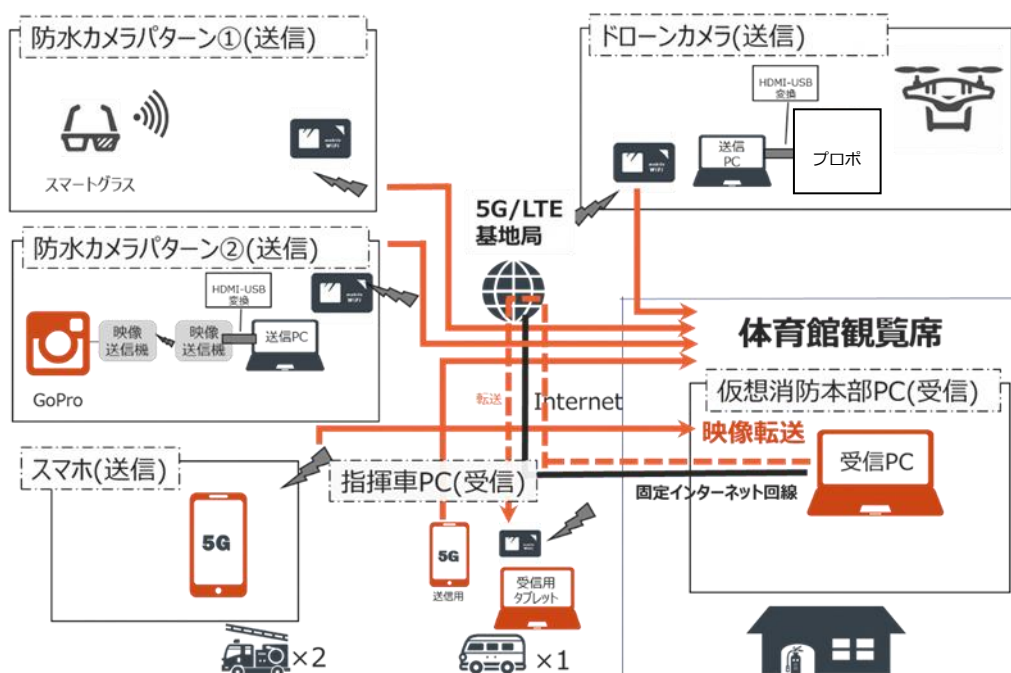 防水カメラパターン①(送信)
スマートグラス
mobile
WiFi
ドローンカメラ(送信)
HDMI-USB
変換
送信
PC
プロポ
mobile
WiFi
5G/LTE
基地局
防水カメラパターン②(送信)
HDMI-USB
変換
mobile
WiFi
映像
送信機
映像
送信機
送信PC
GoPro
体育館観覧席
転送
Internet
仮想消防本部PC(受信)
映像転送
受信PC
固定インターネット回線
スマホ(送信)
5G
指揮車PC(受信)
5G
送信用
受信用
タブレット
×2
×1